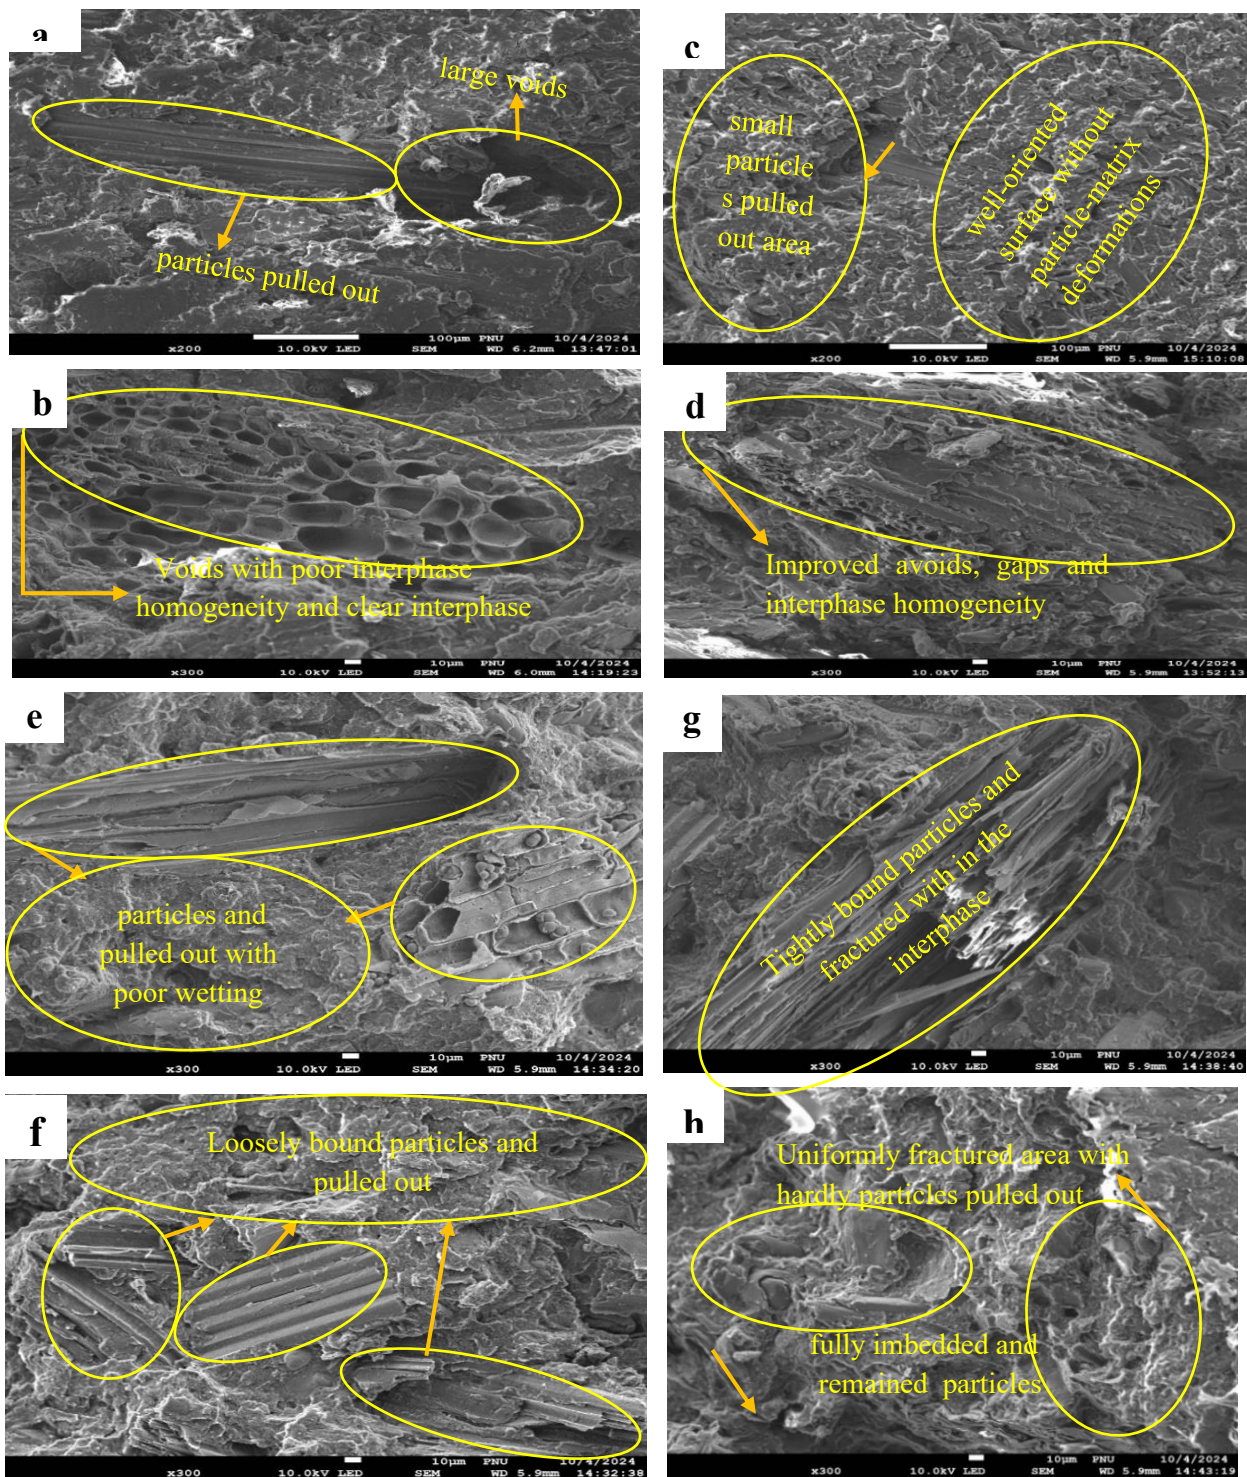 a
large voids
particles pulled out
100μm PNU 10/4/2024
x200 10.0kV LED SEM WD 6.2mm 13:47:01
c
small
particle
s pulled
out area
well-oriented
surface without
particle-matrix
deformations
100μm PNU 10/4/2024
x200 10.0kV LED SEM WD 5.9mm 15:10:08
b
Voids with poor interphase
homogeneity and clear interphase
10μm PNU 10/4/2024
x300 10.0kV LED SEM WD 6.0mm 14:19:23
d
Improved avoids, gaps and
interphase homogeneity
10μm PNU 10/4/2024
x300 10.0kV LED SEM WD 5.9mm 13:52:13
e
particles and
pulled out with
poor wetting
10μm PNU 10/4/2024
x300 10.0kV LED SEM WD 5.9mm 14:34:20
g
Tightly bound particles and
fractured with in the
interphase
10μm PNU 10/4/2024
x300 10.0kV LED SEM WD 5.9mm 14:38:40
f
Loosely bound particles and
pulled out
10μm PNU 10/4/2024
x300 10.0kV LED SEM WD 5.9mm 14:32:38
h
Uniformly fractured area with
hardly particles pulled out
fully imbedded and
remained particles
10μm PNU 10/4/2024
x300 10.0kV LED SEM WD 5.9mm 14:43:19